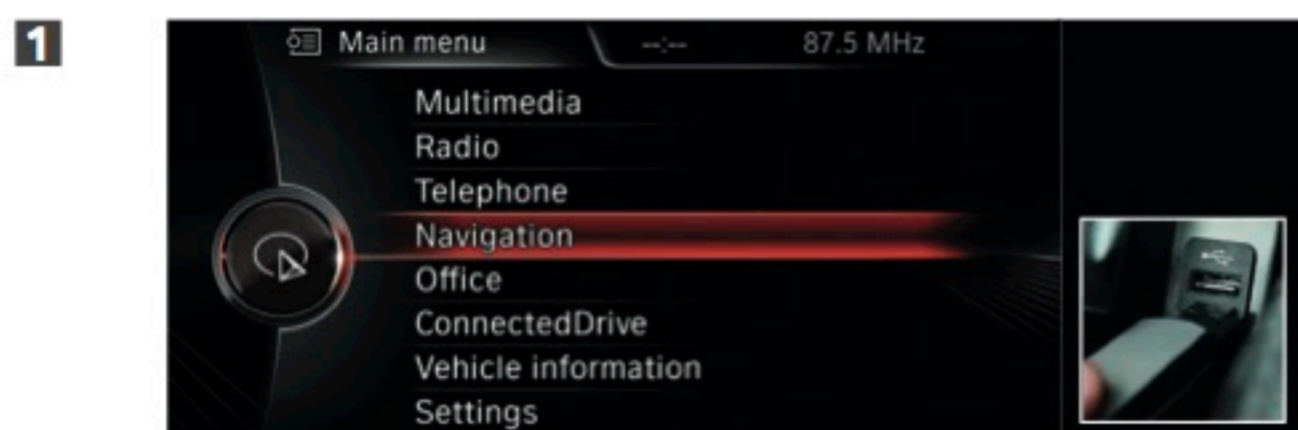 1
Main menu --:-- 87.5 MHz
Multimedia
Radio
Telephone
Navigation
Office
ConnectedDrive
Vehicle information
Settings